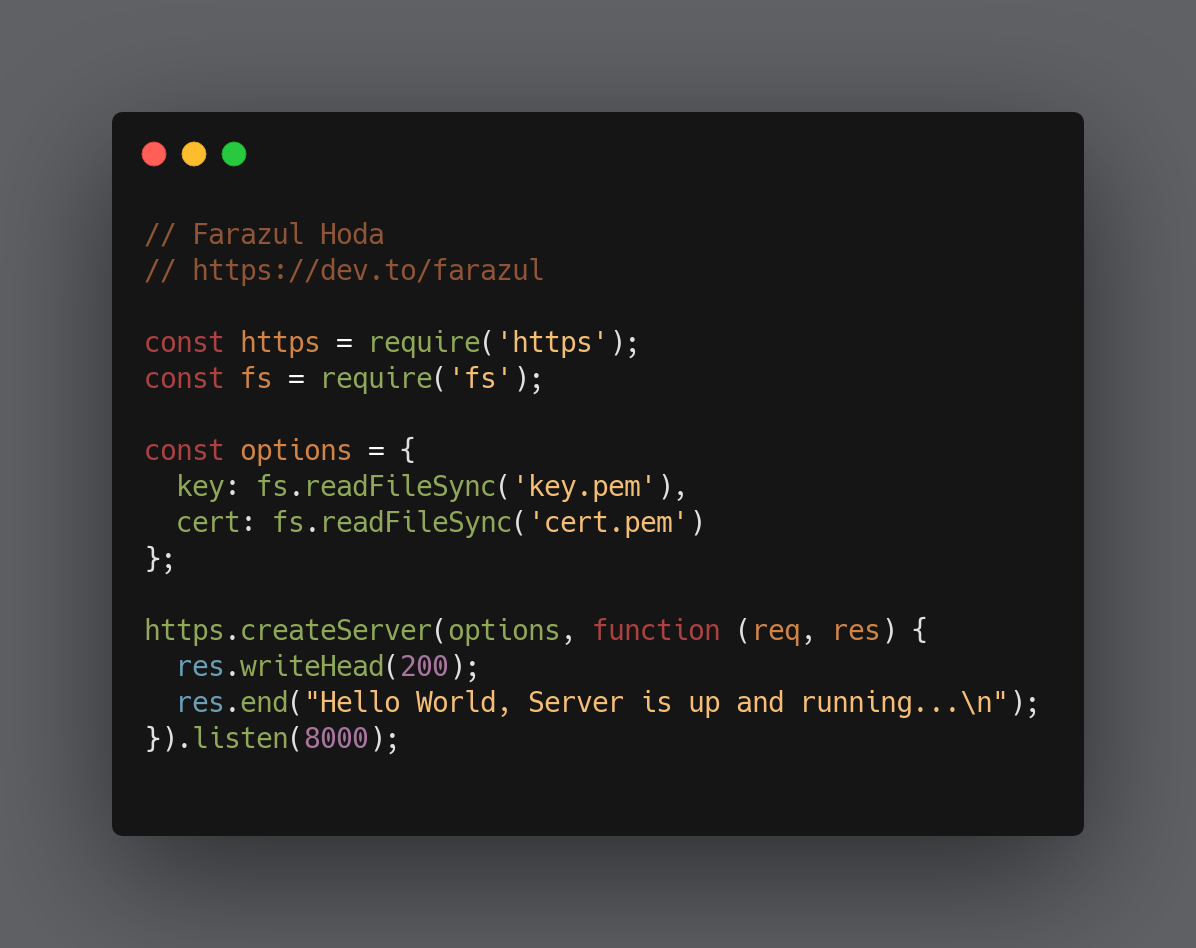 // Farazul Hoda
// https://dev.to/farazul

const https = require('https');
const fs = require('fs');

const options = {
  key: fs.readFileSync('key.pem'),
  cert: fs.readFileSync('cert.pem')
};

https.createServer(options, function (req, res) {
  res.writeHead(200);
  res.end("Hello World, Server is up and running...\n");
}).listen(8000);